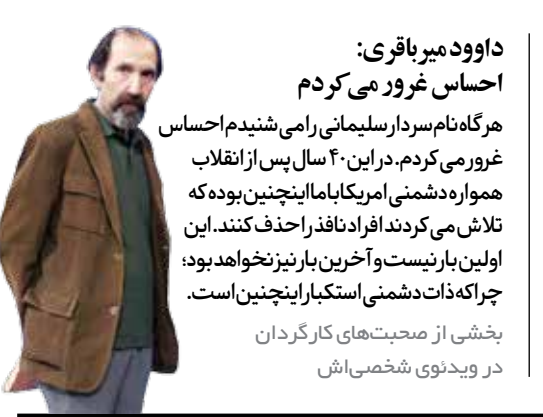 داوود میرباقری:
احساس غرور می‌کردم
هرگاه نام سردار سلیمانی را می‌شنیدم احساس
غرور می‌کردم. در این ۴۰ سال پس از انقلاب
همواره دشمنی امریکا با ما اینچنین بوده که
تلاش می‌کردند افراد نافذ را حذف کنند. این
اولین بار نیست و آخرین بار نیز نخواهد بود؛
چراکه ذات دشمنی استکبار اینچنین است.
بخشی از صحبت‌های کارگردان
در ویدئوی شخصی‌اش